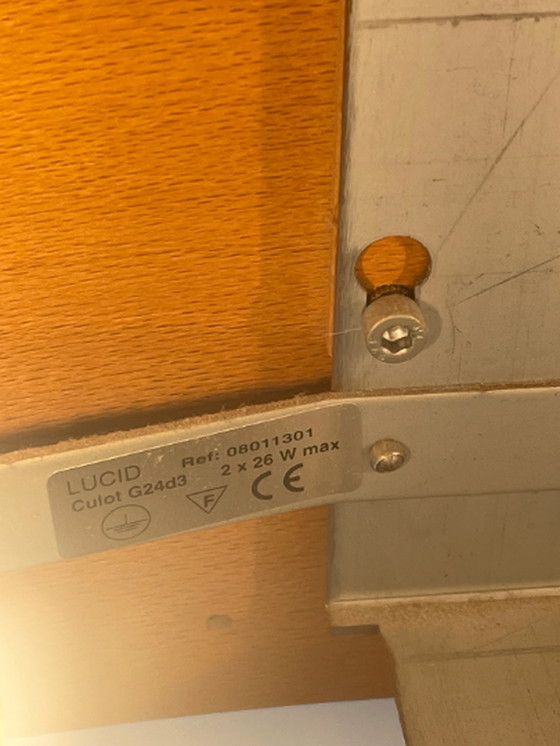 LUCID Ref: 08011301
Culot G24d3 2 x 26 W max
F CE